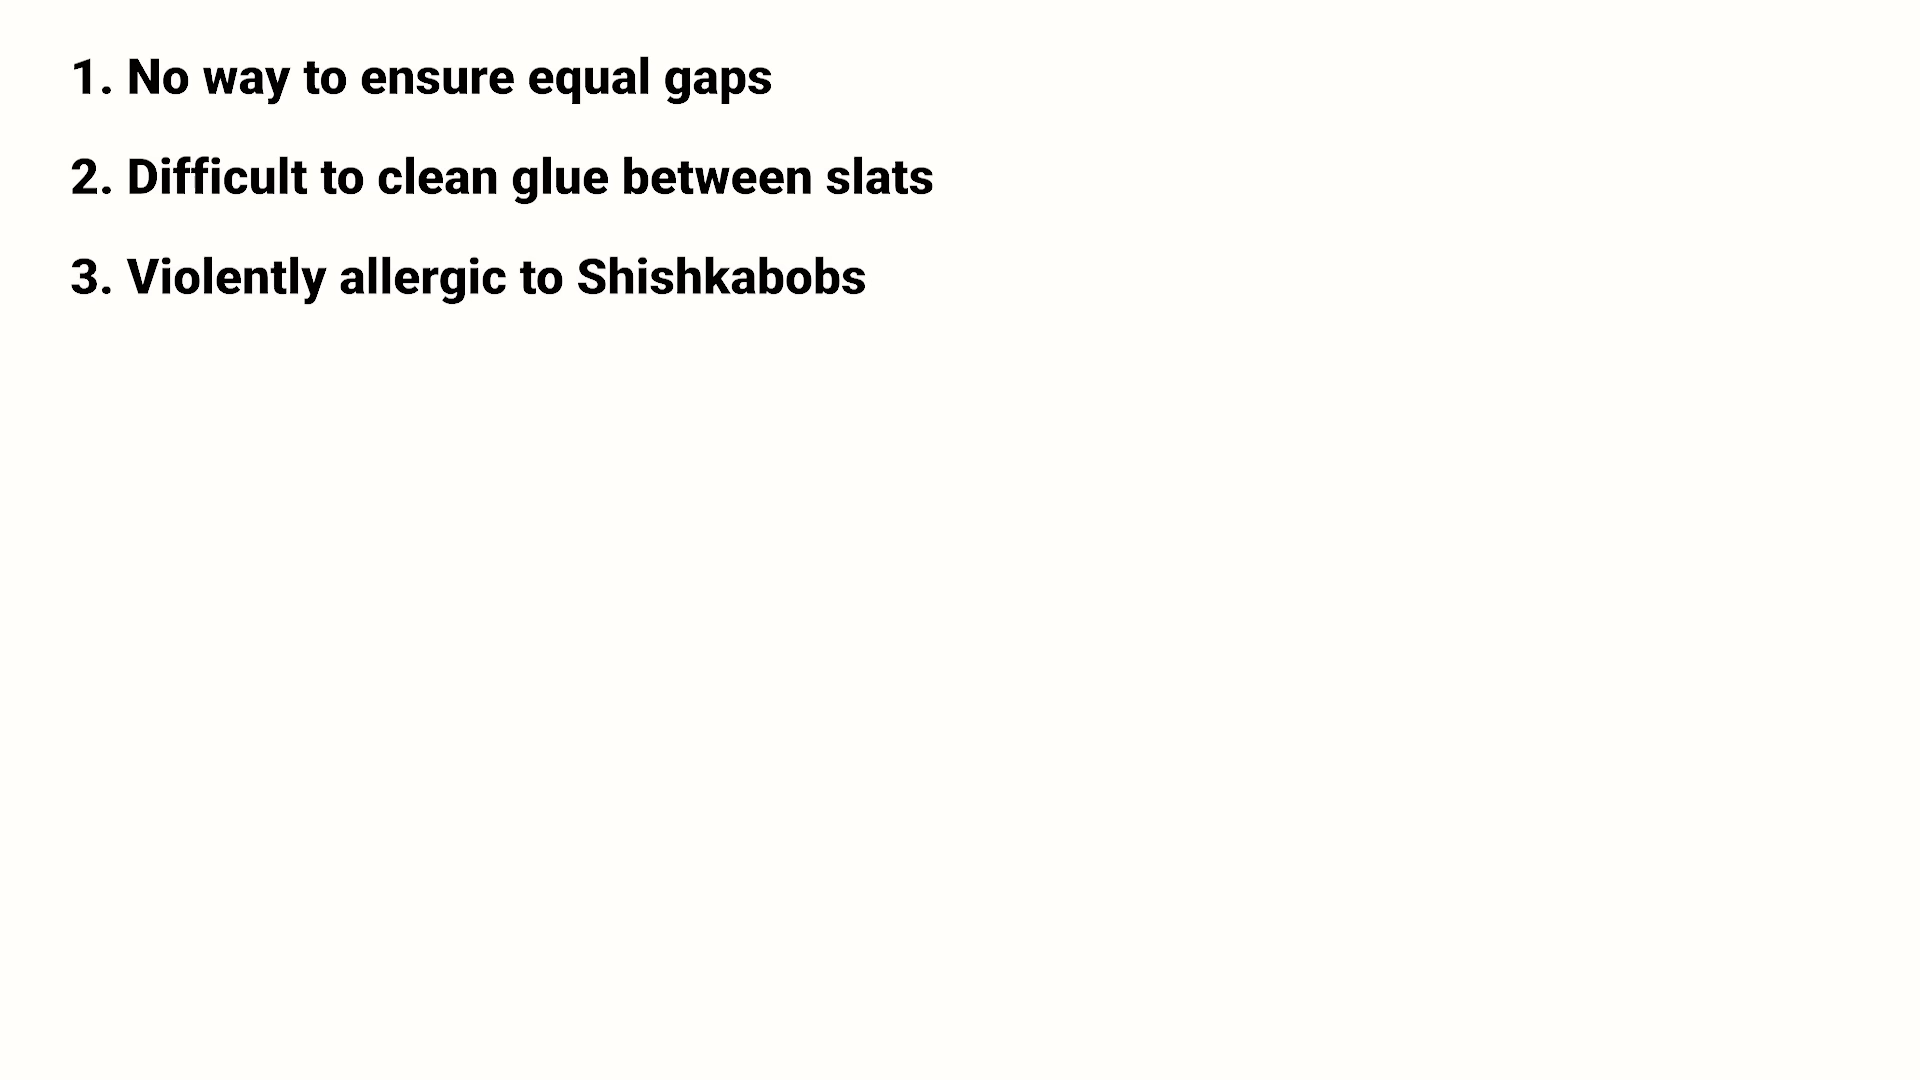 1. No way to ensure equal gaps
2. Difficult to clean glue between slats
3. Violently allergic to Shishkabobs